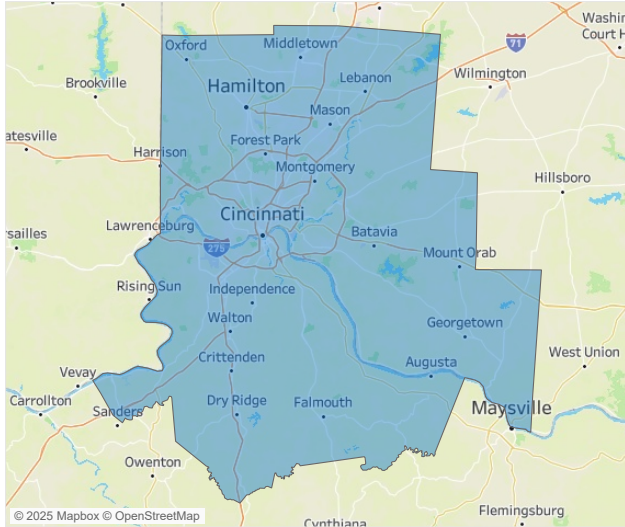 Washin
Court H
Oxford
Middletown
71
Brookville
Hamilton
Lebanon
Wilmington
Mason
atesville
Forest Park
Harrison
Montgomery
Hillsboro
Cincinnati
Lawrenceburg
sailles
275
Batavia
Mount Orab
Rising Sun
Independence
Walton
Georgetown
West Union
Crittenden
Augusta
Vevay
Carrollton
Sanders
Dry Ridge
Falmouth
Maysville
Owenton
Flemingsburg
Cynthiana
© 2025 Mapbox © OpenStreetMap